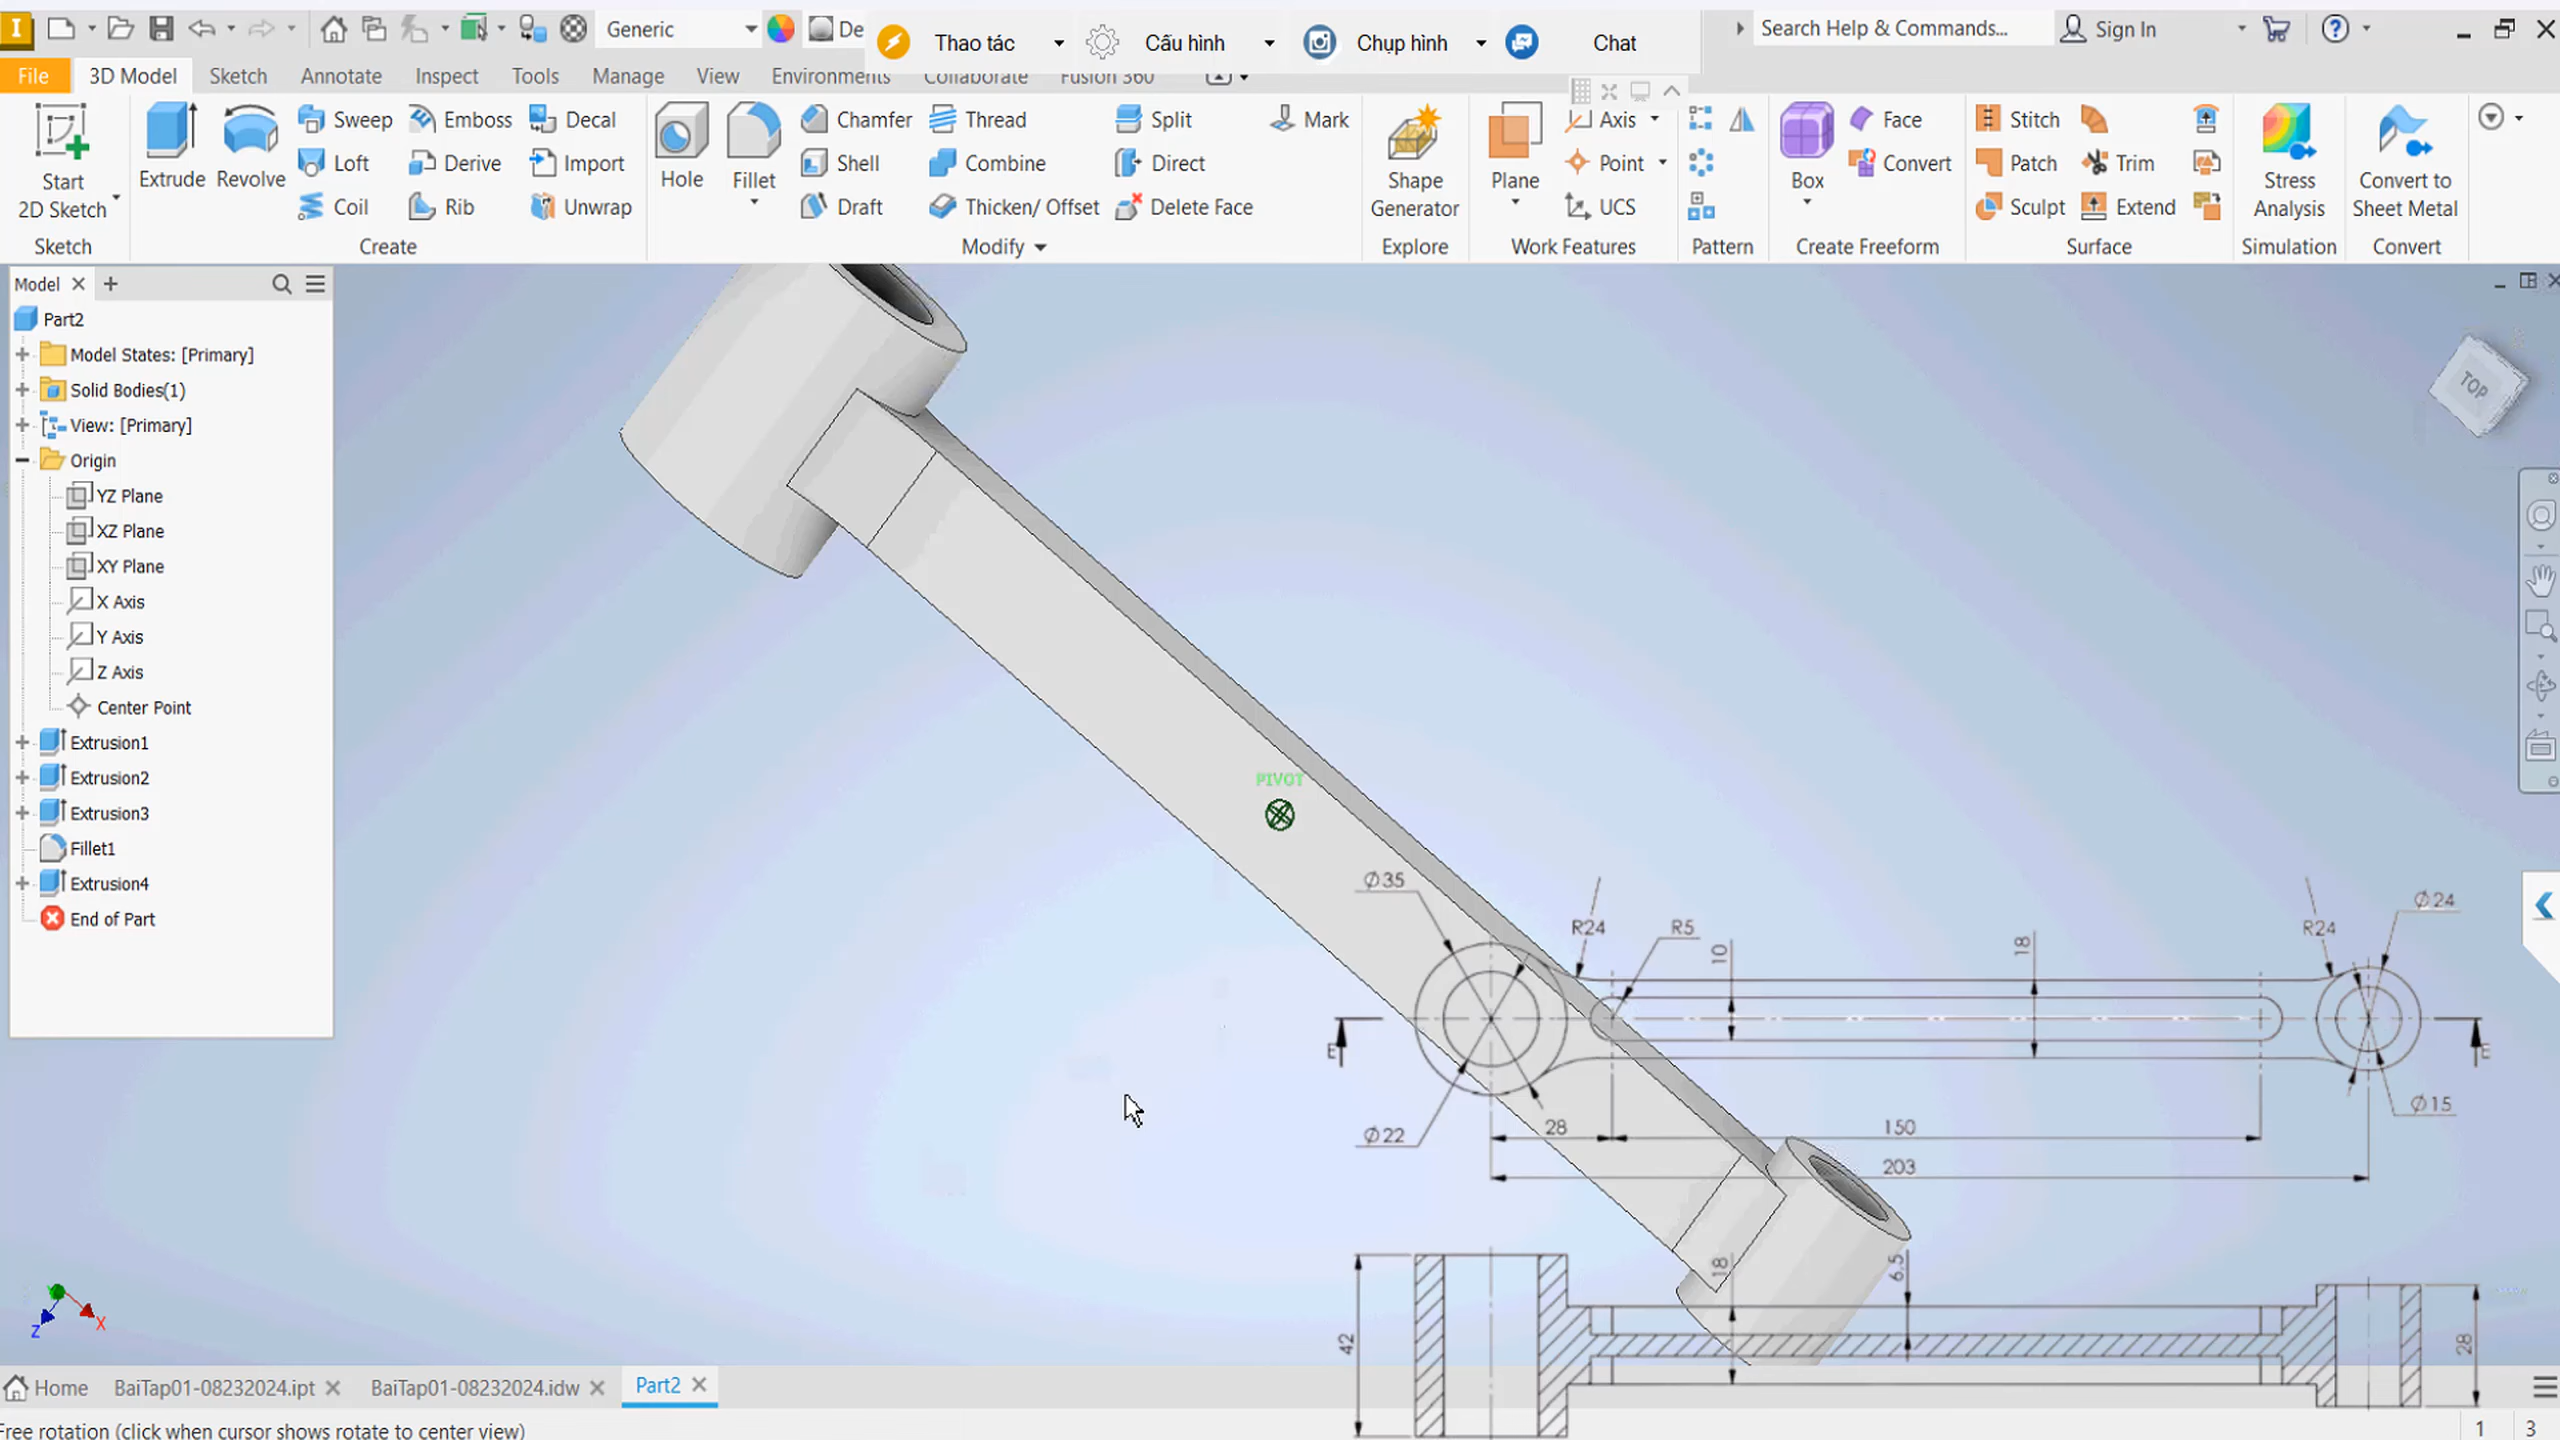 Generic
De
Thao tác
Cấu hình
Chụp hình
Chat
Search Help & Commands...
Sign In
File
3D Model
Sketch
Annotate
Inspect
Tools
Manage
View
Environments
Collaborate
Fusion 360
Start
2D Sketch
Extrude
Revolve
Sweep
Loft
Coil
Emboss
Derive
Rib
Decal
Import
Unwrap
Hole
Fillet
Chamfer
Shell
Draft
Thread
Combine
Thicken/ Offset
Split
Direct
Delete Face
Mark
Shape
Generator
Plane
Axis
Point
UCS
Box
Face
Convert
Stitch
Patch
Sculpt
Trim
Extend
Stress
Analysis
Convert to
Sheet Metal
Sketch
Create
Modify
Explore
Work Features
Pattern
Create Freeform
Surface
Simulation
Convert
Model
Part2
Model States: [Primary]
Solid Bodies(1)
View: [Primary]
Origin
YZ Plane
XZ Plane
XY Plane
X Axis
Y Axis
Z Axis
Center Point
Extrusion1
Extrusion2
Extrusion3
Fillet1
Extrusion4
End of Part
TOP
PIVOT
Ø35
R24
R5
10
18
R24
Ø24
E
E
Ø22
28
150
Ø15
203
18
6.5
42
28
Z
X
Home
BaiTap01-08232024.ipt
BaiTap01-08232024.idw
Part2
Free rotation (click when cursor shows rotate to center view)
1
3